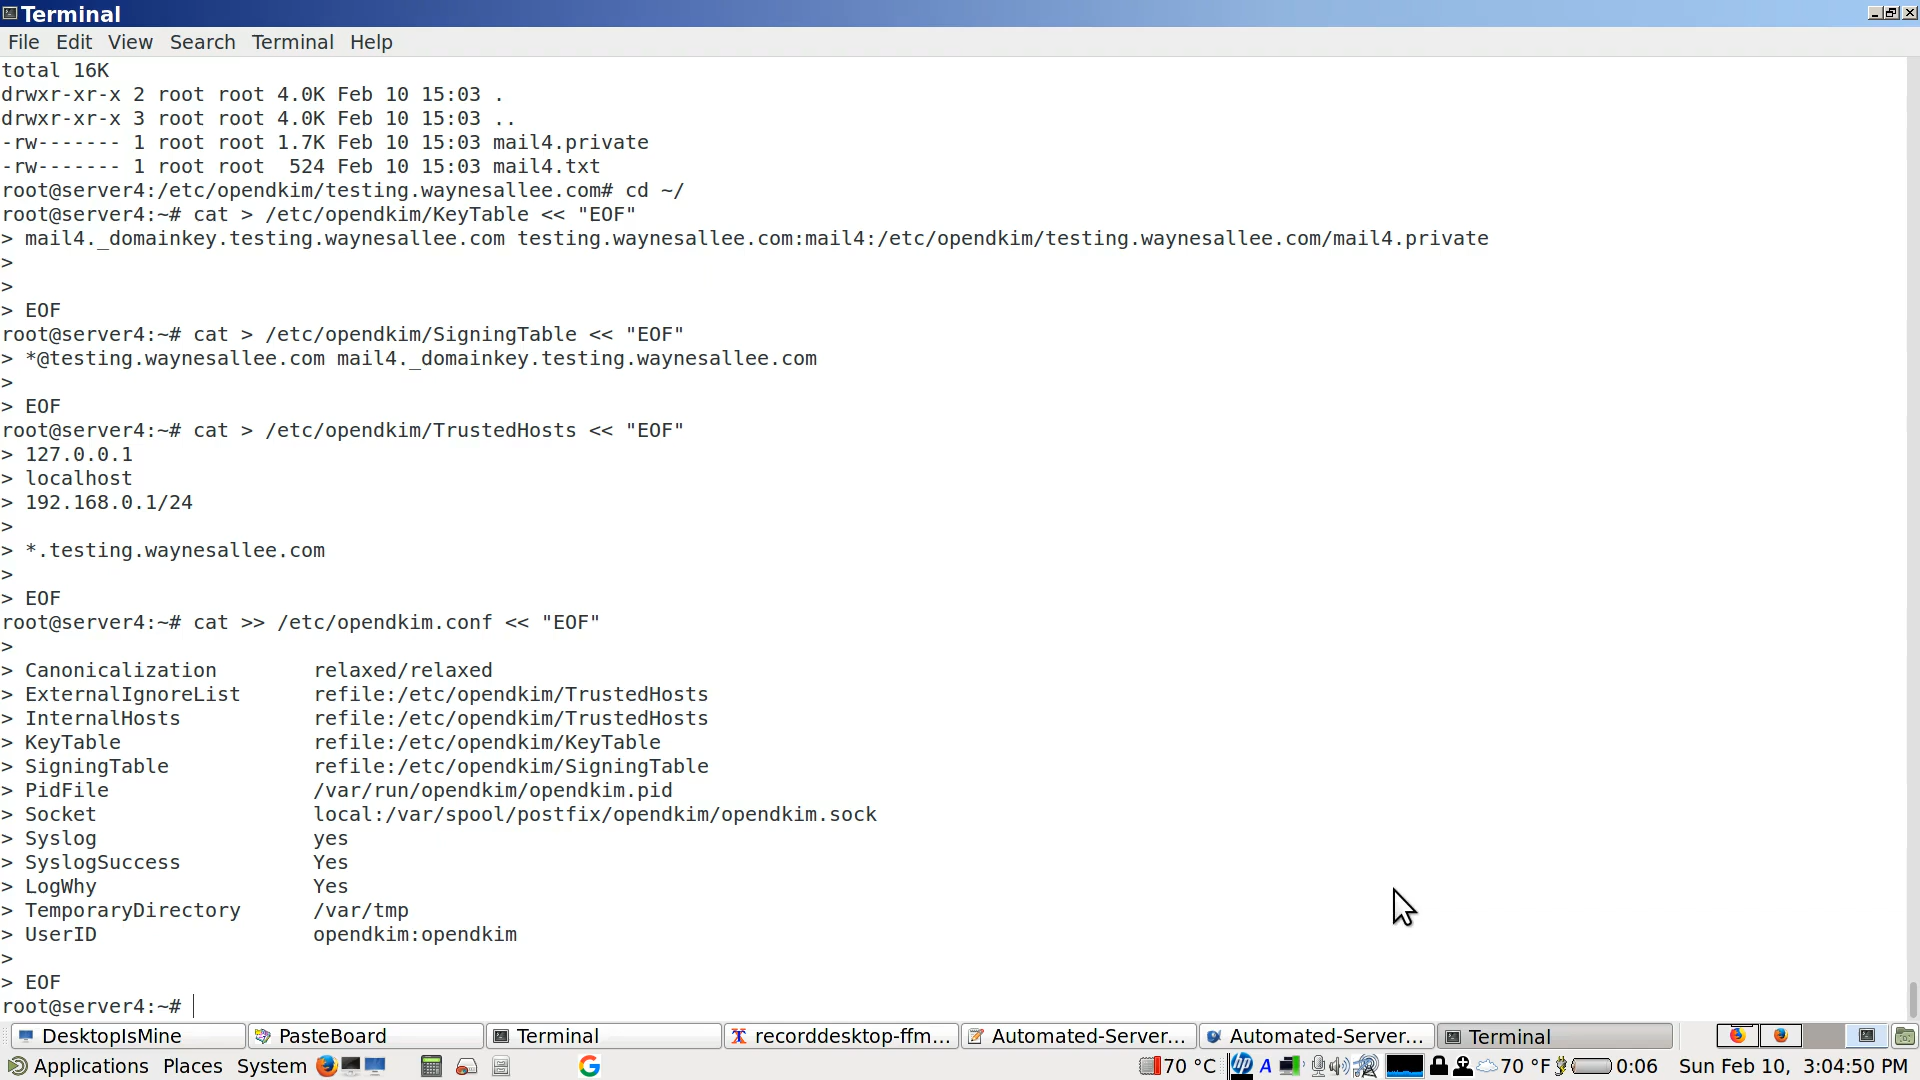 Terminal
File Edit View Search Terminal Help
total 16K
drwxr-xr-x 2 root root 4.0K Feb 10 15:03 .
drwxr-xr-x 3 root root 4.0K Feb 10 15:03 ..
-rw------- 1 root root 1.7K Feb 10 15:03 mail4.private
-rw------- 1 root root  524 Feb 10 15:03 mail4.txt
root@server4:/etc/opendkim/testing.waynesallee.com# cd ~/
root@server4:~# cat > /etc/opendkim/KeyTable << "EOF"
> mail4._domainkey.testing.waynesallee.com testing.waynesallee.com:mail4:/etc/opendkim/testing.waynesallee.com/mail4.private
>
>
> EOF
root@server4:~# cat > /etc/opendkim/SigningTable << "EOF"
> *@testing.waynesallee.com mail4._domainkey.testing.waynesallee.com
>
> EOF
root@server4:~# cat > /etc/opendkim/TrustedHosts << "EOF"
> 127.0.0.1
> localhost
> 192.168.0.1/24
>
> *.testing.waynesallee.com
>
> EOF
root@server4:~# cat >> /etc/opendkim.conf << "EOF"
>
> Canonicalization        relaxed/relaxed
> ExternalIgnoreList      refile:/etc/opendkim/TrustedHosts
> InternalHosts           refile:/etc/opendkim/TrustedHosts
> KeyTable                refile:/etc/opendkim/KeyTable
> SigningTable            refile:/etc/opendkim/SigningTable
> PidFile                 /var/run/opendkim/opendkim.pid
> Socket                  local:/var/spool/postfix/opendkim/opendkim.sock
> Syslog                  yes
> SyslogSuccess           Yes
> LogWhy                  Yes
> TemporaryDirectory      /var/tmp
> UserID                  opendkim:opendkim
>
> EOF
root@server4:~#
DesktopIsMine PasteBoard Terminal recorddesktop-ffm... Automated-Server... Automated-Server... Terminal
Applications Places System 70 °C A 70 °F 0:06 Sun Feb 10, 3:04:50 PM